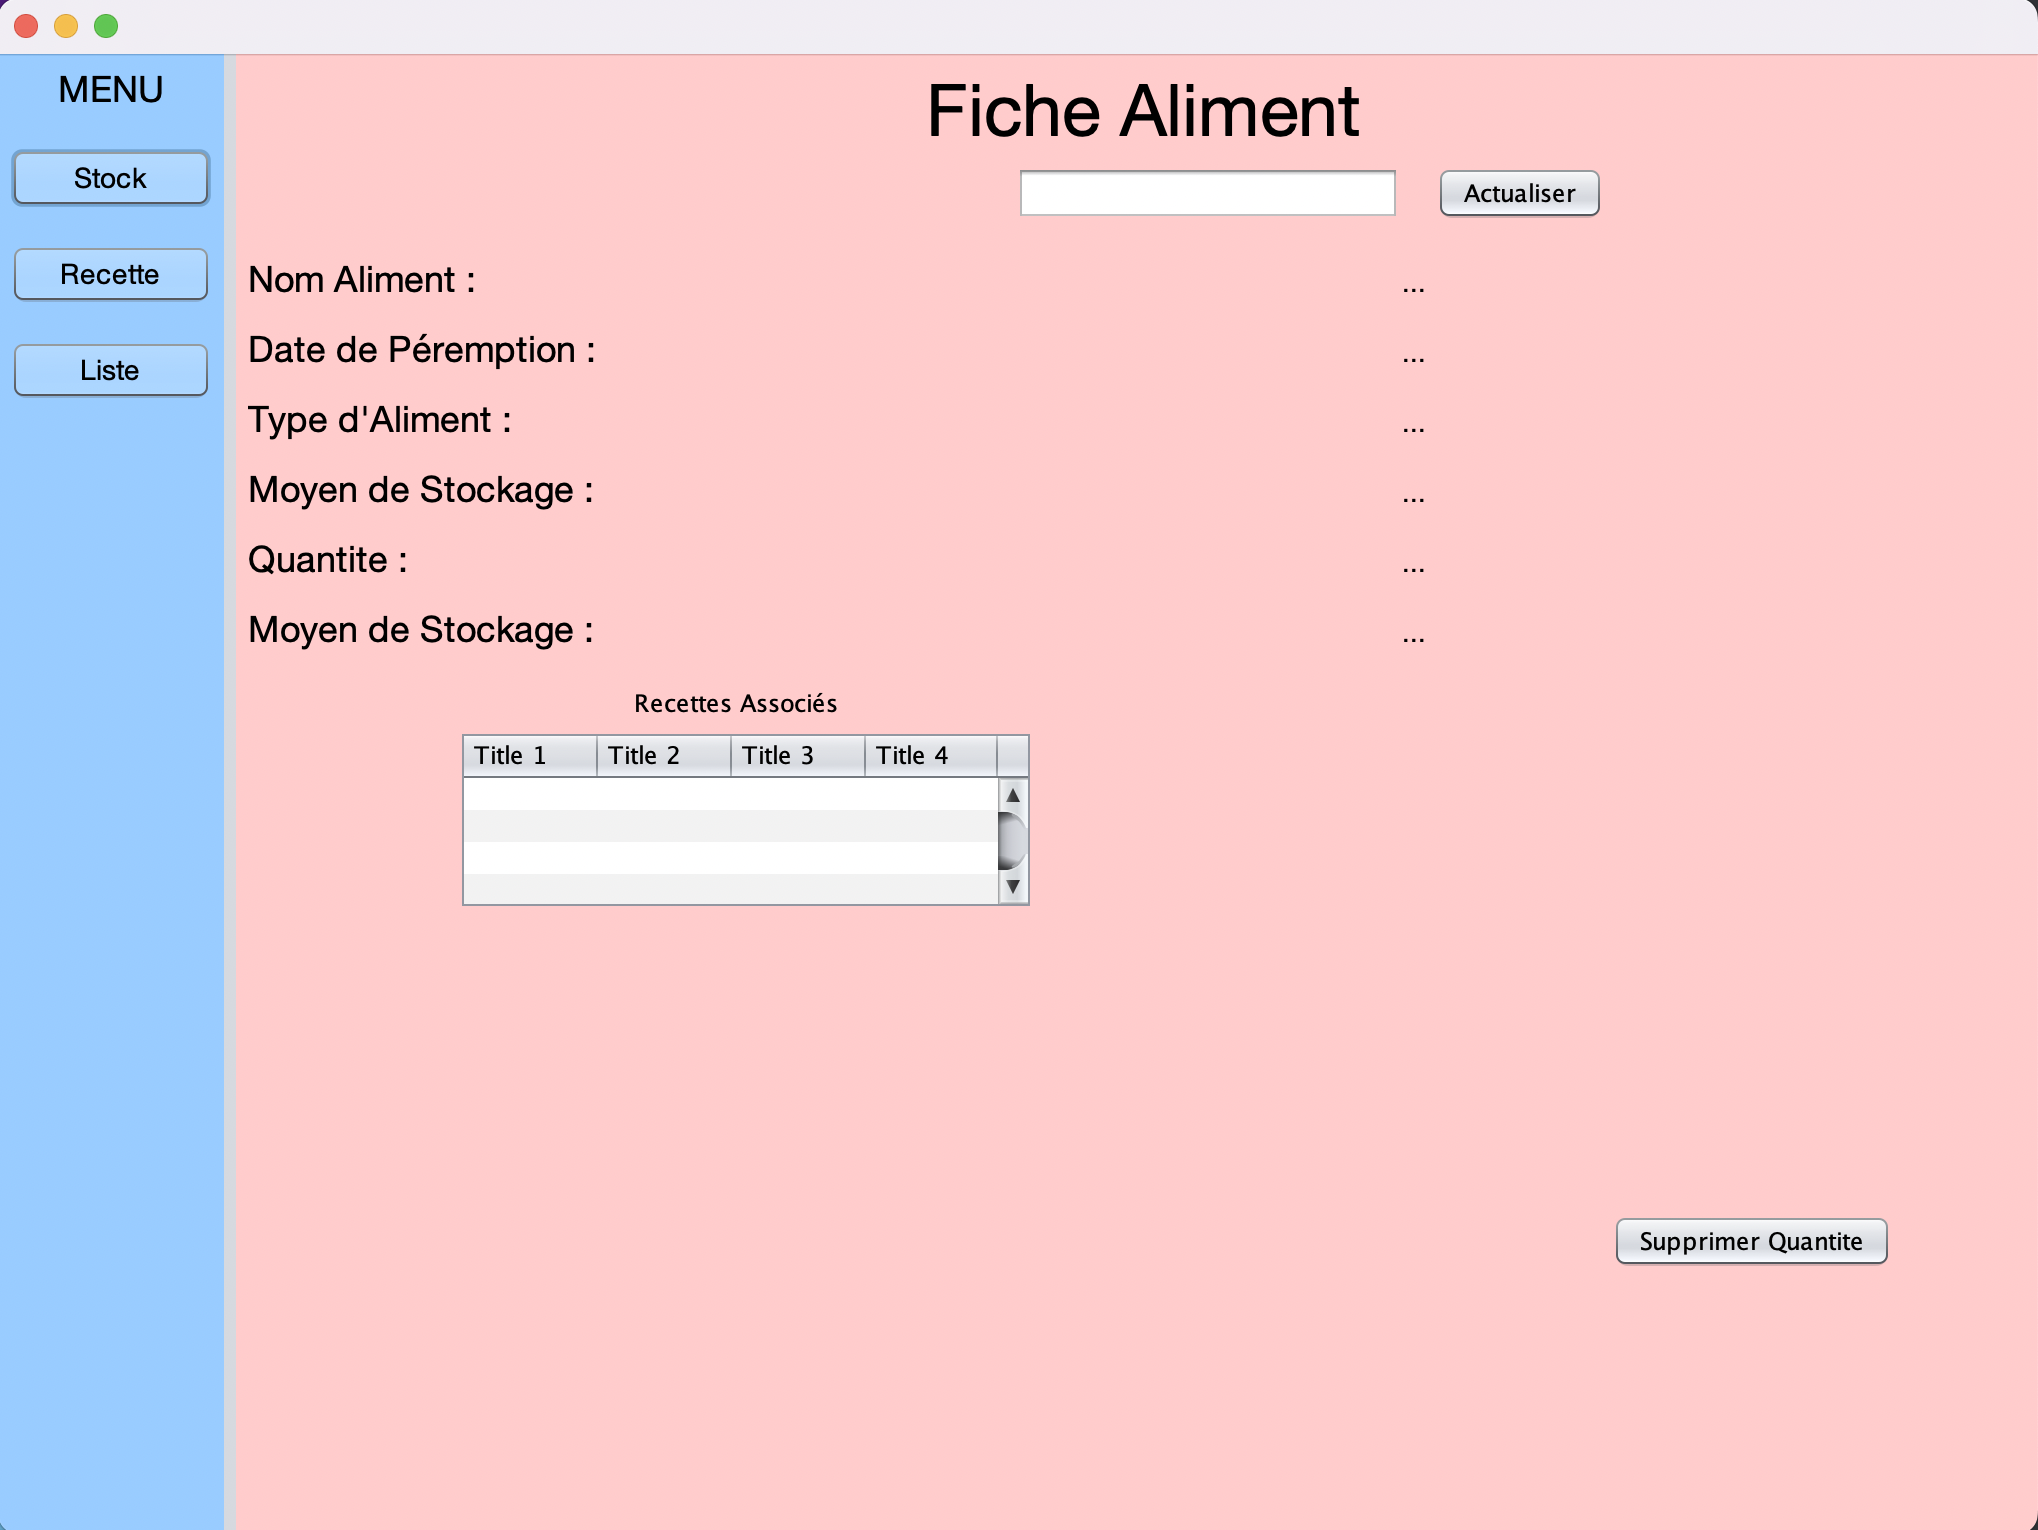 MENU
Stock
Recette
Liste
Fiche Aliment
Actualiser
Nom Aliment : ...
Date de Péremption : ...
Type d'Aliment : ...
Moyen de Stockage : ...
Quantite : ...
Moyen de Stockage : ...
Recettes Associés
Title 1 Title 2 Title 3 Title 4
Supprimer Quantite